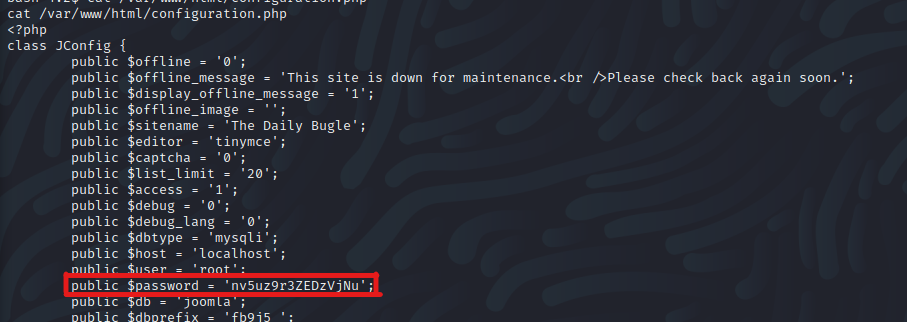 bash-4.2$ cat /var/www/html/configuration.php
cat /var/www/html/configuration.php
<?php
class JConfig {
public $offline = '0';
public $offline_message = 'This site is down for maintenance.<br />Please check back again soon.';
public $display_offline_message = '1';
public $offline_image = '';
public $sitename = 'The Daily Bugle';
public $editor = 'tinymce';
public $captcha = '0';
public $list_limit = '20';
public $access = '1';
public $debug = '0';
public $debug_lang = '0';
public $dbtype = 'mysqli';
public $host = 'localhost';
public $user = 'root';
public $password = 'nv5uz9r3ZEDzVjNu';
public $db = 'joomla';
public $dbprefix = 'fb9j5_';